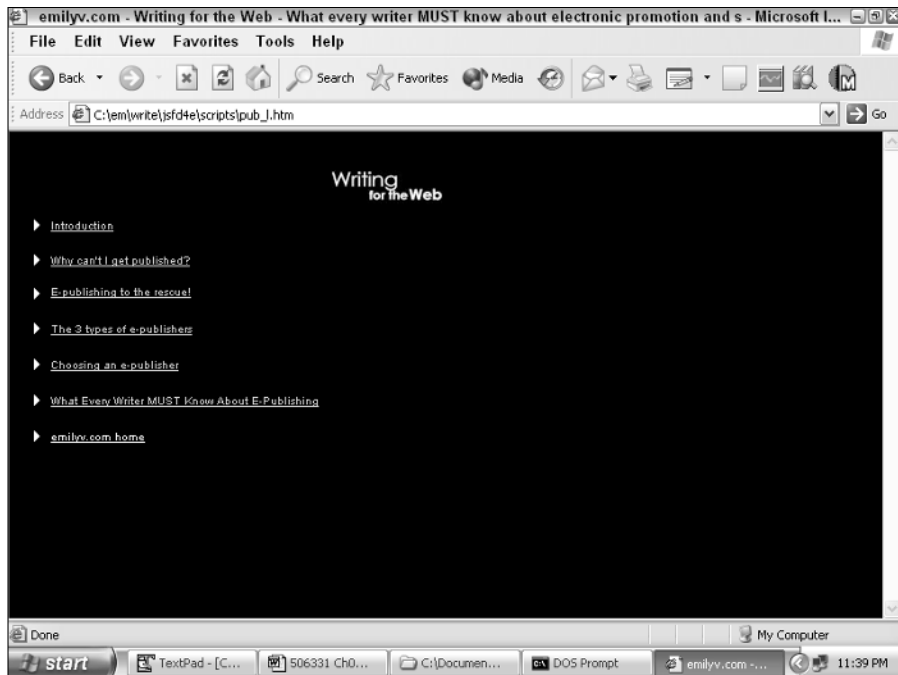 emilyv.com - Writing for the Web - What every writer MUST know about electronic promotion and s - Microsoft I...
File Edit View Favorites Tools Help
Back Search Favorites Media
Address C:\em\write\jsfd4e\scripts\pub_l.htm Go
Writing
for the Web
Introduction
Why can't I get published?
E-publishing to the rescue!
The 3 types of e-publishers
Choosing an e-publisher
What Every Writer MUST Know About E-Publishing
emilyv.com home
Done My Computer
start TextPad - [C... 506331 Ch0... C:\Documen... DOS Prompt emilyv.com -... 11:39 PM